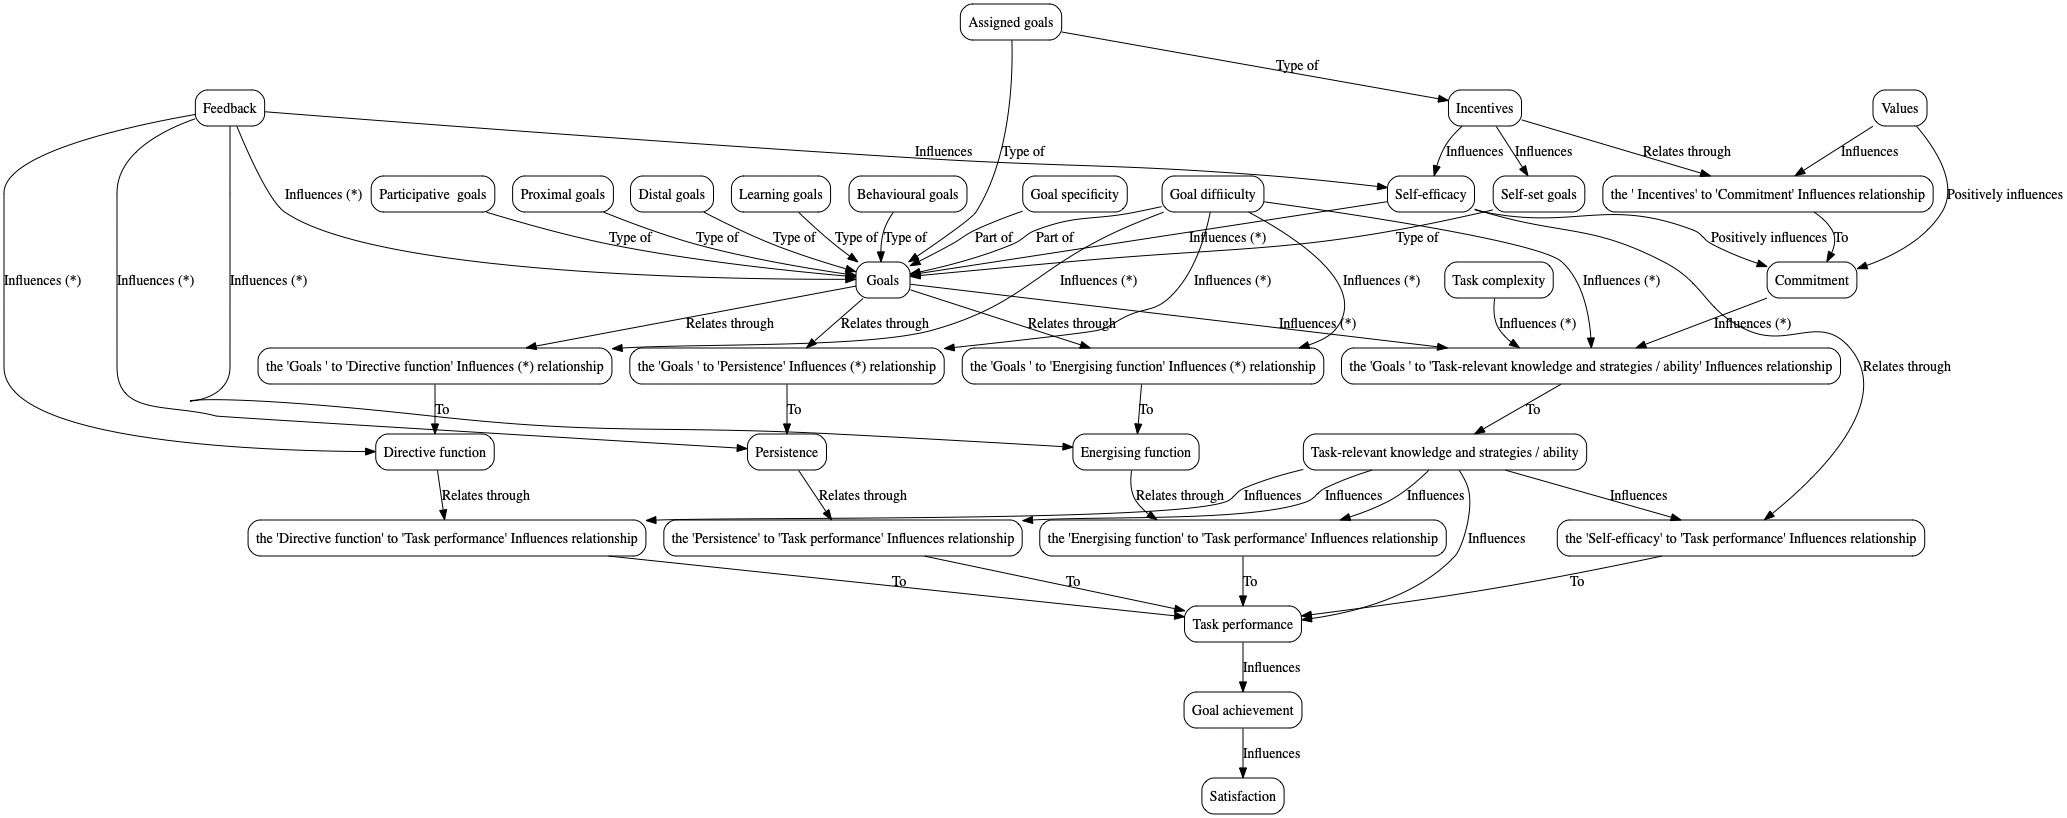 Assigned goals
Type of
Feedback
Incentives
Values
Influences
Type of
Influences
Influences
Relates through
Influences
Influences (*)
Participative  goals
Proximal goals
Distal goals
Learning goals
Behavioural goals
Goal specificity
Goal diffiiculty
Self-efficacy
Self-set goals
the ' Incentives' to 'Commitment' Influences relationship
Positively influences
Type of
Type of
Type of
Type of
Type of
Part of
Part of
Influences (*)
Type of
Positively influences
To
Influences (*)
Influences (*)
Influences (*)
Goals
Influences (*)
Influences (*)
Influences (*)
Task complexity
Influences (*)
Commitment
Relates through
Relates through
Relates through
Influences (*)
Influences (*)
Influences (*)
the 'Goals ' to 'Directive function' Influences (*) relationship
the 'Goals ' to 'Persistence' Influences (*) relationship
the 'Goals ' to 'Energising function' Influences (*) relationship
the 'Goals ' to 'Task-relevant knowledge and strategies / ability' Influences relationship
Relates through
To
To
To
To
Directive function
Persistence
Energising function
Task-relevant knowledge and strategies / ability
Relates through
Relates through
Relates through
Influences
Influences
Influences
Influences
the 'Directive function' to 'Task performance' Influences relationship
the 'Persistence' to 'Task performance' Influences relationship
the 'Energising function' to 'Task performance' Influences relationship
Influences
the 'Self-efficacy' to 'Task performance' Influences relationship
To
To
To
To
Task performance
Influences
Goal achievement
Influences
Satisfaction